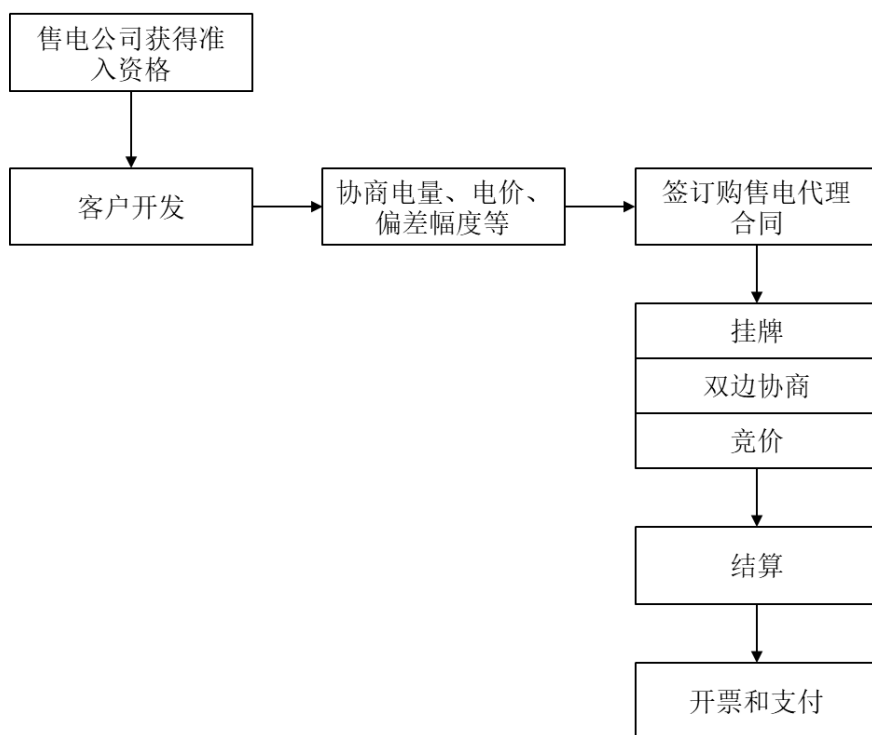 售电公司获得准
入资格
客户开发
协商电量、电价、
偏差幅度等
签订购售电代理
合同
挂牌
双边协商
竞价
结算
开票和支付